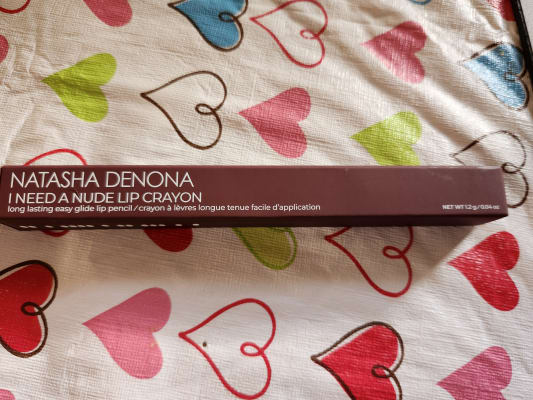 NATASHA DENONA
I NEED A NUDE LIP CRAYON
long lasting easy glide lip pencil / crayon à lèvres longue tenue facile d'application
NET WT 1.2 g / 0.04 oz